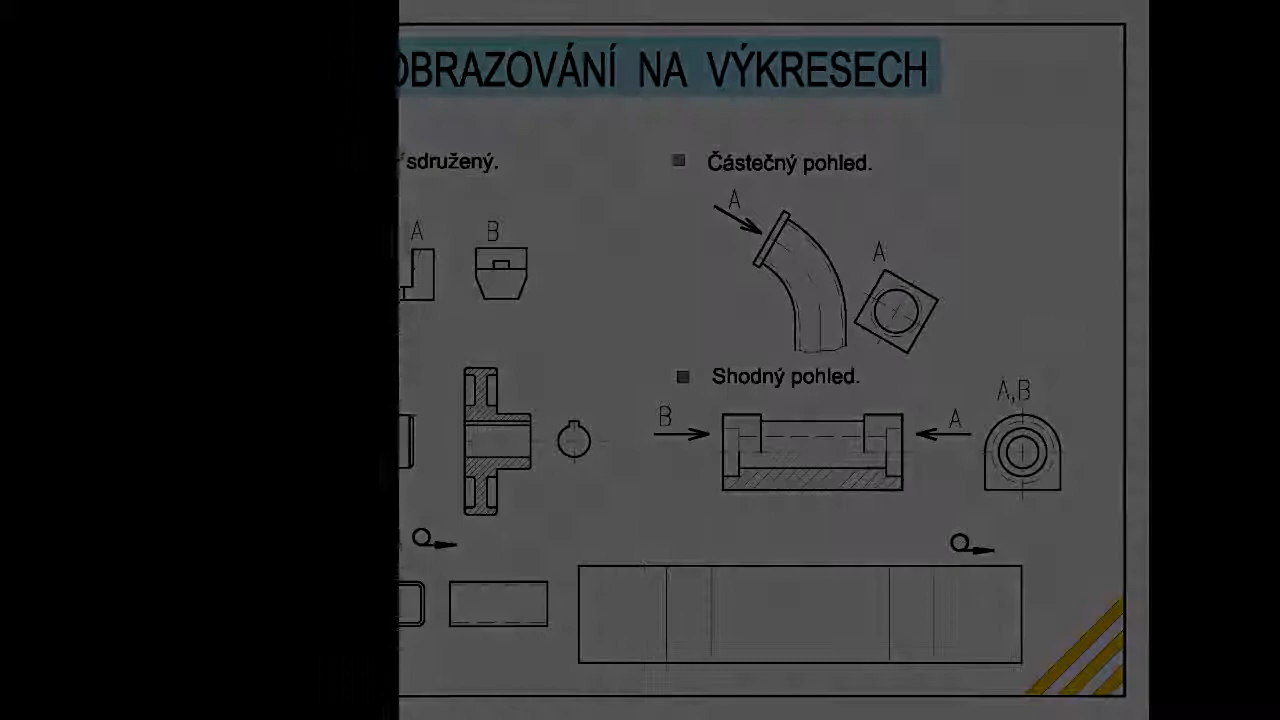 OBRAZOVÁNÍ NA VÝKRESECH
sdružený.
Částečný pohled.
A
A
B
A
Shodný pohled.
A,B
B
A